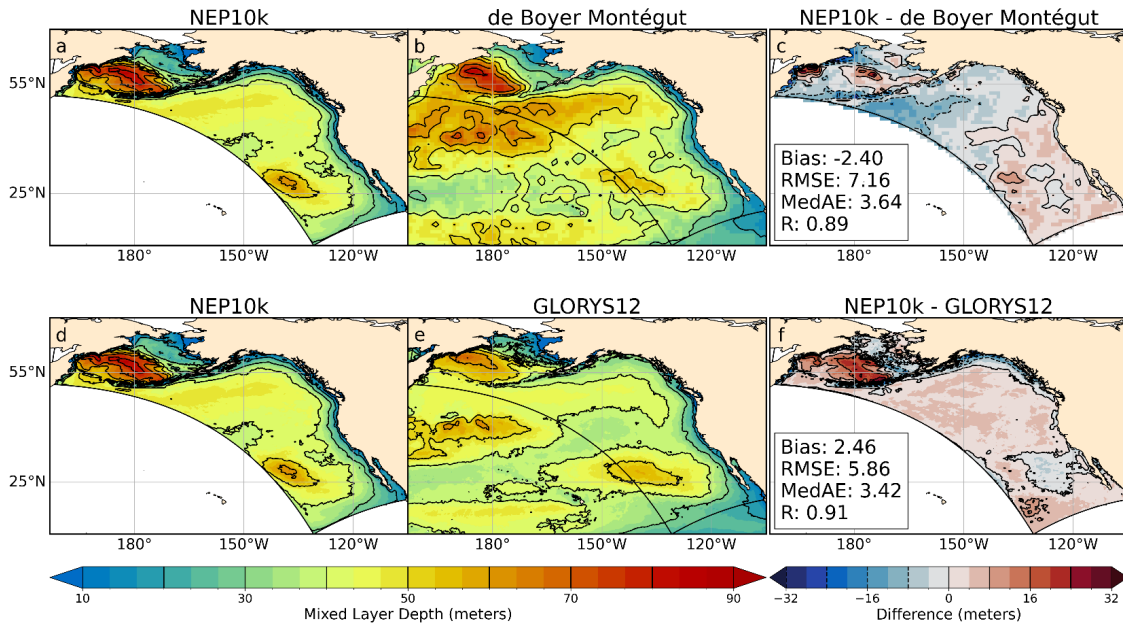 NEP10k
de Boyer Montégut
NEP10k - de Boyer Montégut
a
b
c
55°N
25°N
Bias: -2.40
RMSE: 7.16
MedAE: 3.64
R: 0.89
180°
150°W
120°W
180°
150°W
120°W
180°
150°W
120°W
NEP10k
GLORYS12
NEP10k - GLORYS12
d
e
f
55°N
25°N
Bias: 2.46
RMSE: 5.86
MedAE: 3.42
R: 0.91
180°
150°W
120°W
180°
150°W
120°W
180°
150°W
120°W
10
30
50
70
90
Mixed Layer Depth (meters)
−32
−16
0
16
32
Difference (meters)